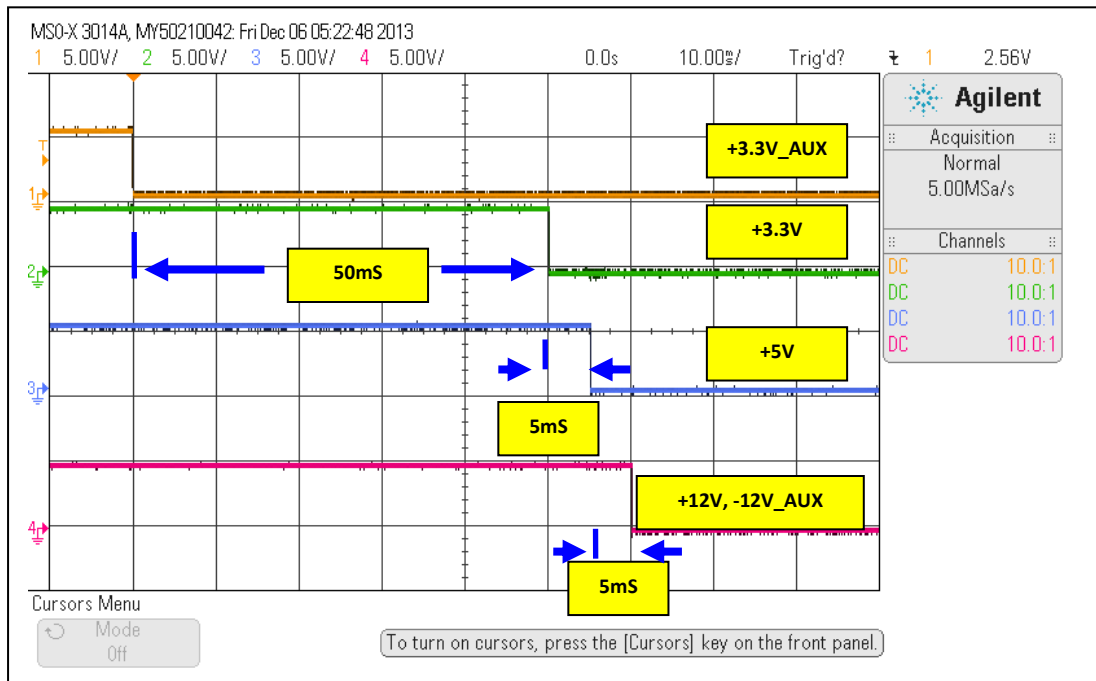 MSO-X 3014A, MY50210042: Fri Dec 06 05:22:48 2013
1 5.00V/ 2 5.00V/ 3 5.00V/ 4 5.00V/ 0.0s 10.00ms/ Trig'd? 1 2.56V
Agilent
Acquisition
Normal
5.00MSa/s
Channels
DC 10.0:1
DC 10.0:1
DC 10.0:1
DC 10.0:1
T
1
2
3
4
+3.3V_AUX
+3.3V
50mS
+5V
5mS
+12V, -12V_AUX
5mS
Cursors Menu
Mode
Off
To turn on cursors, press the [Cursors] key on the front panel.